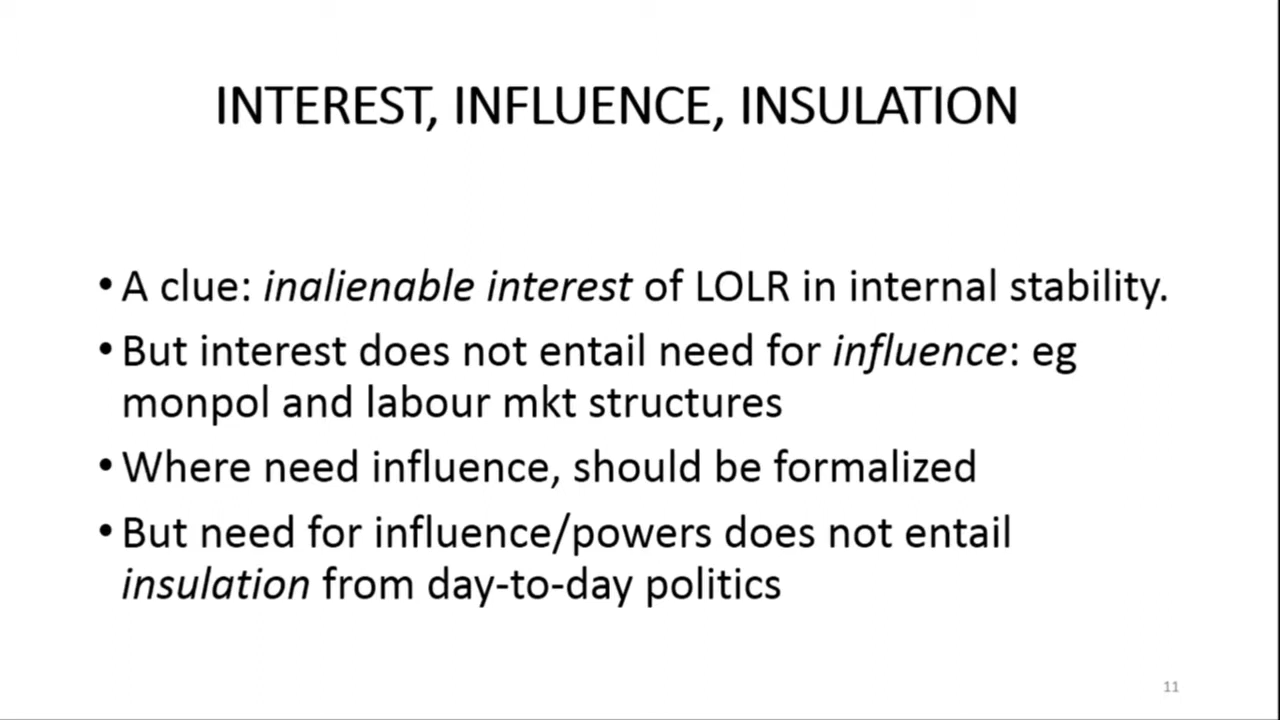 INTEREST, INFLUENCE, INSULATION
• A clue: inalienable interest of LOLR in internal stability.
• But interest does not entail need for influence: eg
monpol and labour mkt structures
• Where need influence, should be formalized
• But need for influence/powers does not entail
insulation from day-to-day politics
11